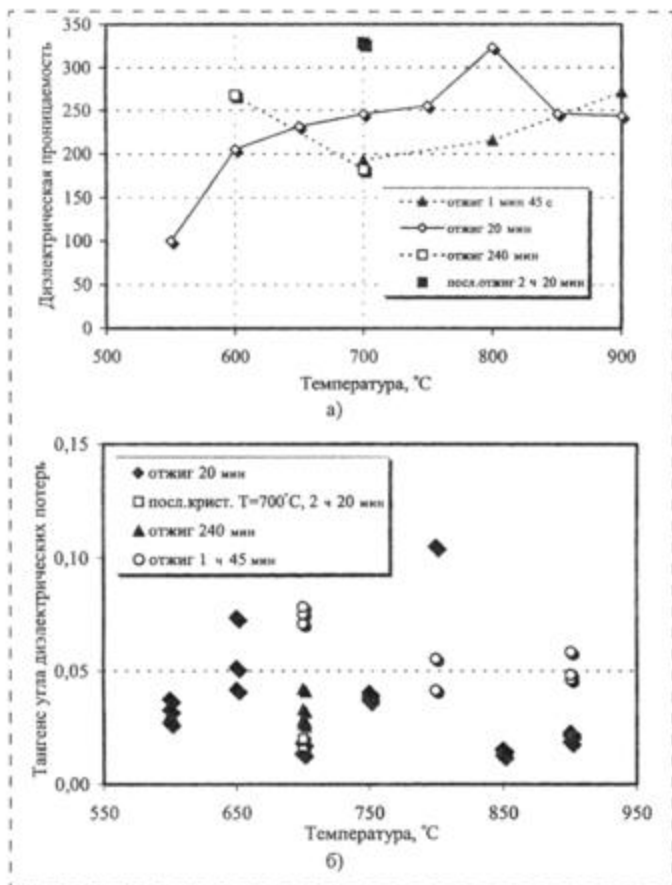 Диэлектрическая проницаемость
350
300
250
200
150
100
50
0
отжиг 1 мин 45 с
отжиг 20 мин
отжиг 240 мин
посл.отжиг 2 ч 20 мин
500 600 700 800 900
Температура, °С
а)
Тангенс угла диэлектрических потерь
0,15
0,10
0,05
0,00
отжиг 20 мин
посл.крист. Т=700°С, 2 ч 20 мин
отжиг 240 мин
отжиг 1 ч 45 мин
550 650 750 850 950
Температура, °С
б)